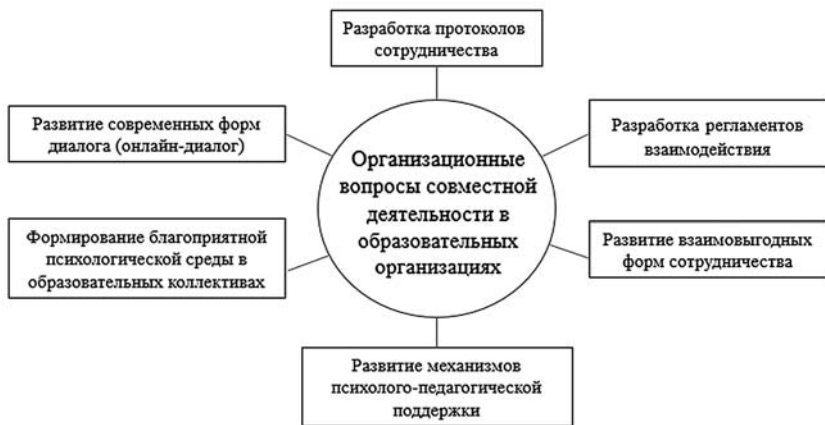 Разработка протоколов
сотрудничества
Развитие современных форм
диалога (онлайн-диалог)
Разработка регламентов
взаимодействия
Организационные
вопросы совместной
деятельности в
образовательных
организациях
Формирование благоприятной
психологической среды в
образовательных коллективах
Развитие взаимовыгодных
форм сотрудничества
Развитие механизмов
психолого-педагогической
поддержки